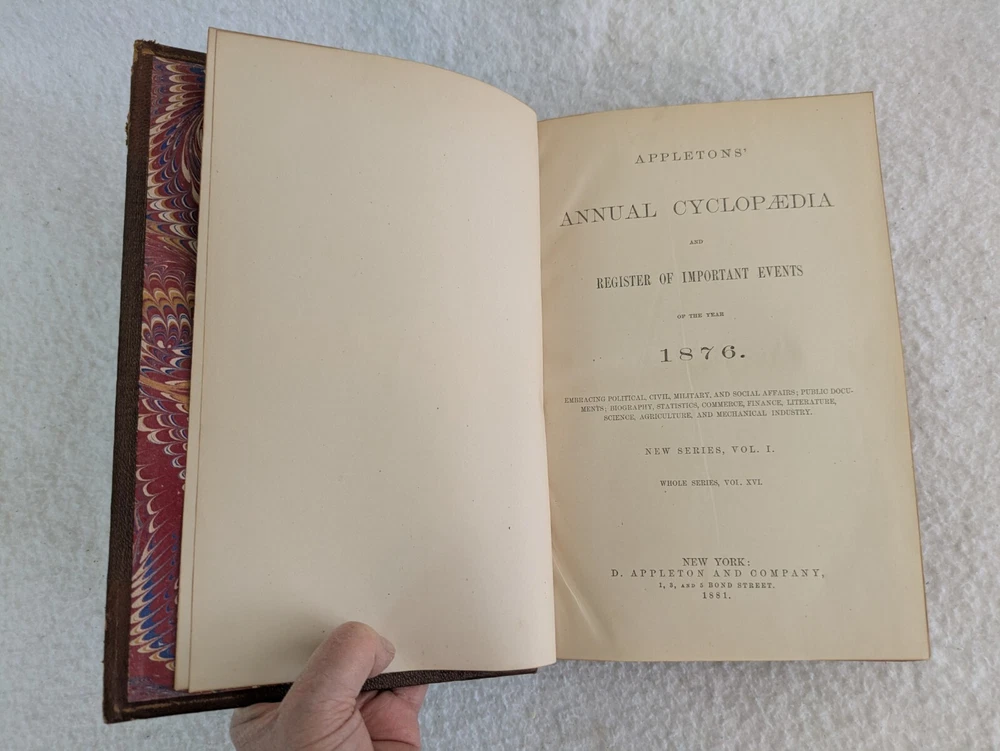 APPLETONS'
ANNUAL CYCLOPÆDIA
AND
REGISTER OF IMPORTANT EVENTS
OF THE YEAR
1876.
EMBRACING POLITICAL, CIVIL, MILITARY, AND SOCIAL AFFAIRS; PUBLIC DOCU-
MENTS; BIOGRAPHY, STATISTICS, COMMERCE, FINANCE, LITERATURE,
SCIENCE, AGRICULTURE, AND MECHANICAL INDUSTRY.
NEW SERIES, VOL. I.
WHOLE SERIES, VOL. XVI.
NEW YORK:
D. APPLETON AND COMPANY,
1, 3, AND 5 BOND STREET.
1881.